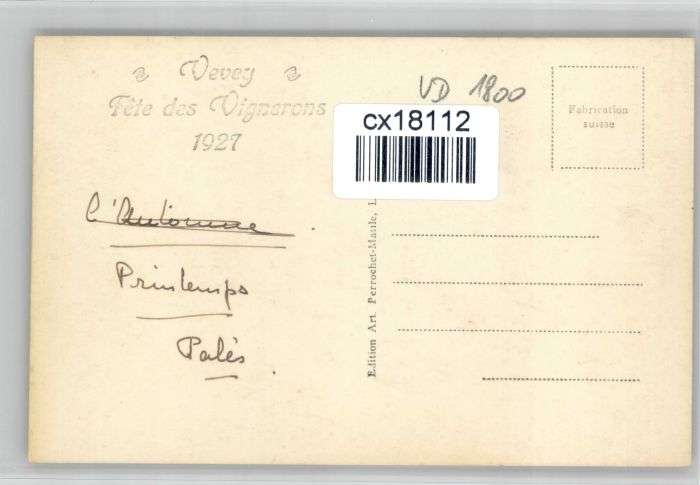 Vevey
Fête des Vignerons
1927
VD 1800
cx18112
Fabrication
suisse
l'Automne.
Printemps
Palès.
Edition Art. Perrochet-Matile, L